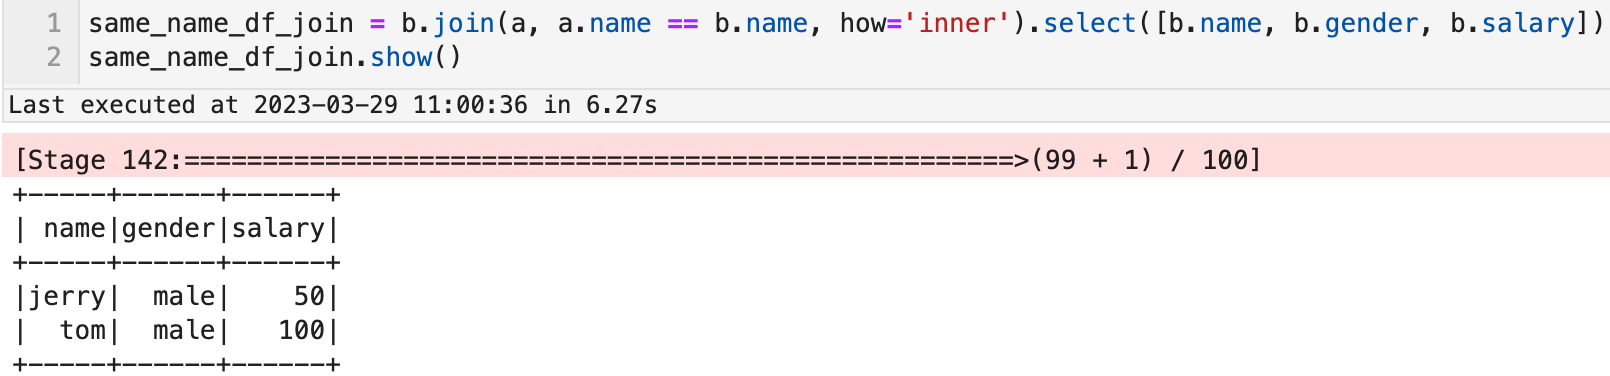 1 same_name_df_join = b.join(a, a.name == b.name, how='inner').select([b.name, b.gender, b.salary])
2 same_name_df_join.show()
Last executed at 2023-03-29 11:00:36 in 6.27s
[Stage 142:=====================================================>(99 + 1) / 100]
+-----+------+------+
| name|gender|salary|
+-----+------+------+
|jerry|  male|    50|
|  tom|  male|   100|
+-----+------+------+